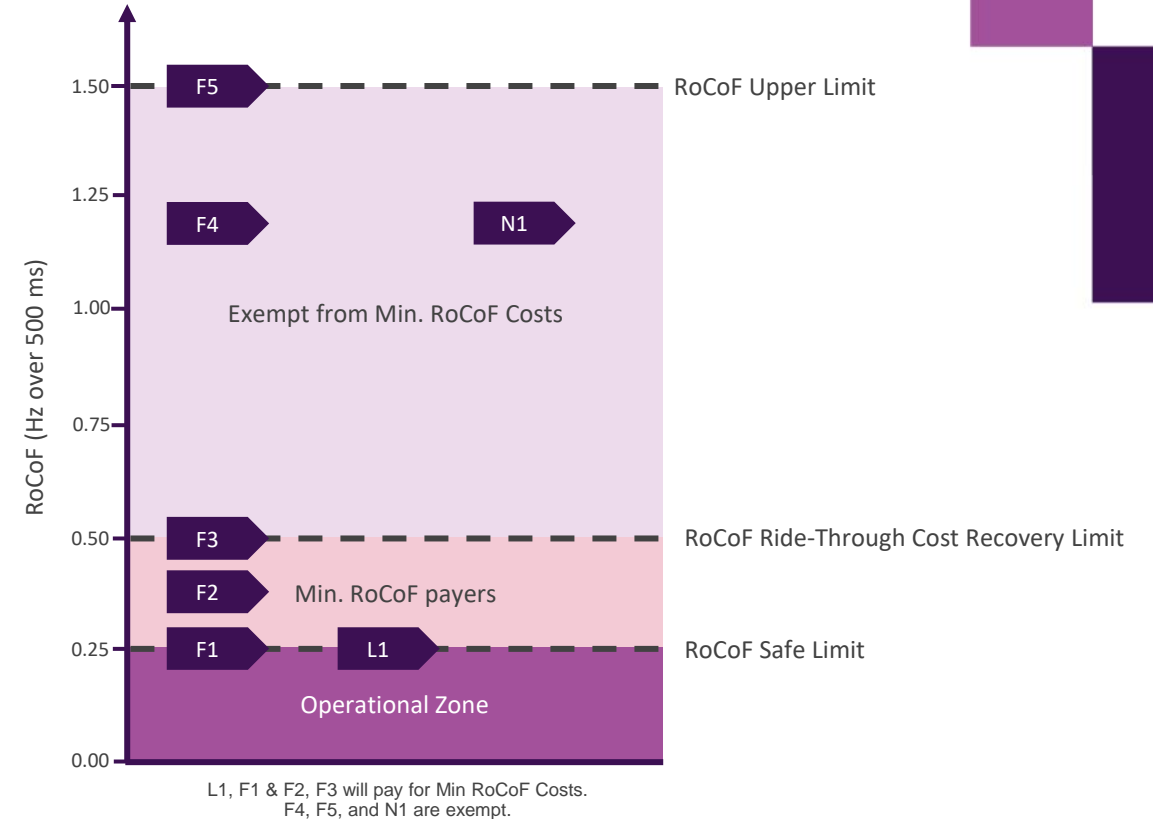 1.50
F5
RoCoF Upper Limit
1.25
F4
N1
1.00
Exempt from Min. RoCoF Costs
RoCoF (Hz over 500 ms)
0.75
0.50
F3
RoCoF Ride-Through Cost Recovery Limit
F2
Min. RoCoF payers
0.25
F1
L1
RoCoF Safe Limit
Operational Zone
0.00
L1, F1 & F2, F3 will pay for Min RoCoF Costs.
F4, F5, and N1 are exempt.